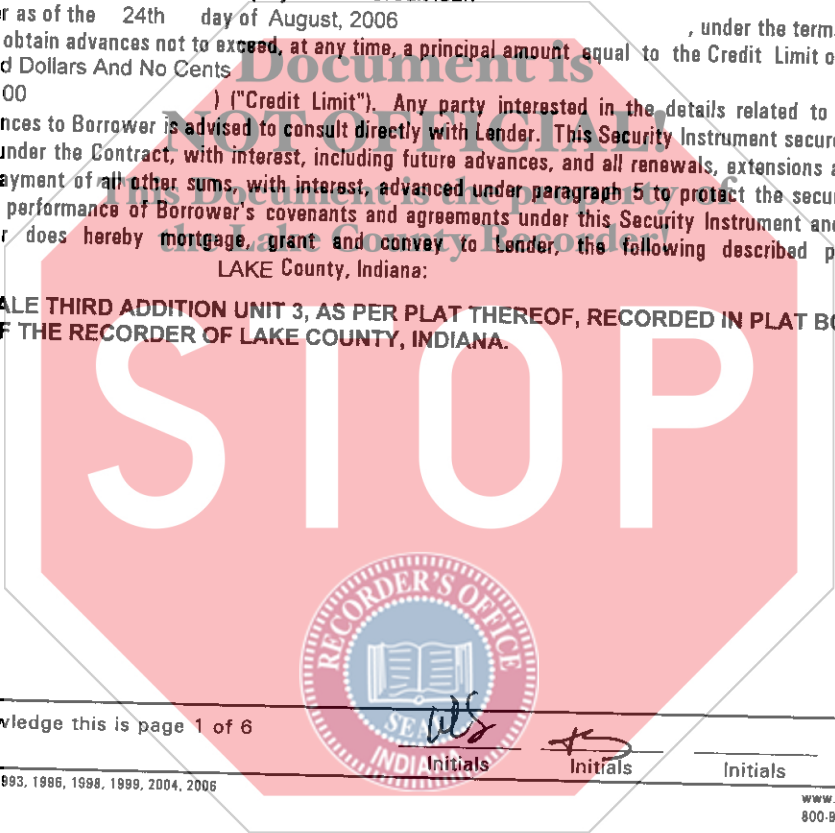 r as of the 24th day of August, 2006 , under the term
obtain advances not to exceed, at any time, a principal amount equal to the Credit Limit o
d Dollars And No Cents
00 ) ("Credit Limit"). Any party interested in the details related to
nces to Borrower is advised to consult directly with Lender. This Security Instrument secure
under the Contract, with interest, including future advances, and all renewals, extensions a
ayment of all other sums, with interest, advanced under paragraph 5 to protect the secur
performance of Borrower's covenants and agreements under this Security Instrument and
r does hereby mortgage, grant and convey to Lender, the following described p
LAKE County, Indiana:
ALE THIRD ADDITION UNIT 3, AS PER PLAT THEREOF, RECORDED IN PLAT BO
F THE RECORDER OF LAKE COUNTY, INDIANA.
Document is
NOT OFFICIAL!
This Document is the property of
the Lake County Recorder!
STOP
RECORDER'S OFFICE
SEAL
INDIANA
wledge this is page 1 of 6
Initials Initials Initials
993, 1996, 1998, 1999, 2004, 2006
www.
800-9